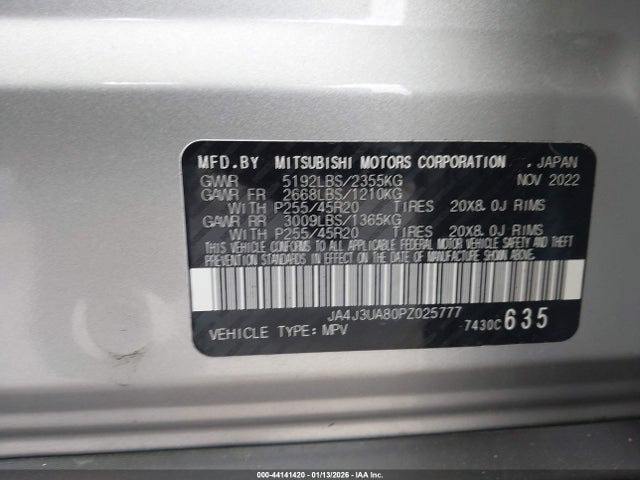 MFD.BY MITSUBISHI MOTORS CORPORATION , JAPAN
GVWR 5192LBS/2355KG NOV 2022
GAWR FR 2668LBS/1210KG
WITH P255/45R20 TIRES 20X8.0J RIMS
GAWR RR 3009LBS/1365KG
WITH P255/45R20 TIRES 20X8.0J RIMS
THIS VEHICLE CONFORMS TO ALL APPLICABLE FEDERAL MOTOR VEHICLE SAFETY AND THEFT
PREVENTION STANDARDS IN EFFECT ON THE DATE OF MANUFACTURE SHOWN ABOVE.
JA4J3UA80PZ025777
VEHICLE TYPE: MPV 7430C 635
000-44141420 | 01/13/2026 - IAA Inc.